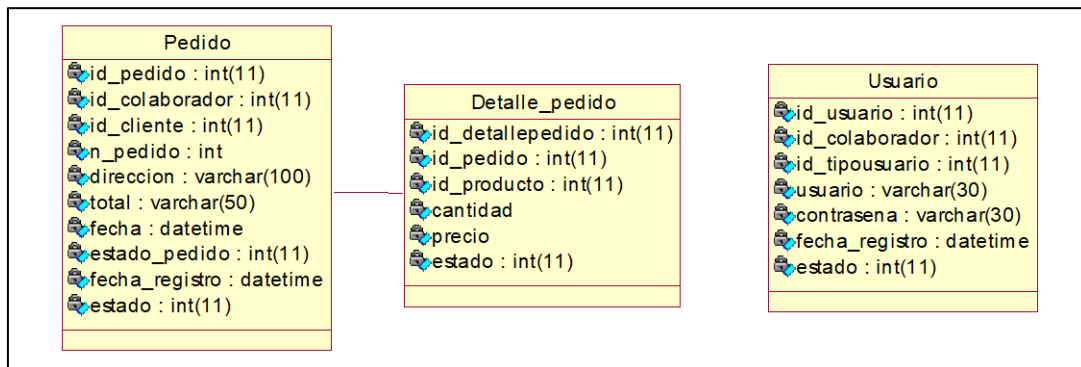 Pedido
id_pedido : int(11)
id_colaborador : int(11)
id_cliente : int(11)
n_pedido : int
direccion : varchar(100)
total : varchar(50)
fecha : datetime
estado_pedido : int(11)
fecha_registro : datetime
estado : int(11)
Detalle_pedido
id_detallepedido : int(11)
id_pedido : int(11)
id_producto : int(11)
cantidad
precio
estado : int(11)
Usuario
id_usuario : int(11)
id_colaborador : int(11)
id_tipousuario : int(11)
usuario : varchar(30)
contrasena : varchar(30)
fecha_registro : datetime
estado : int(11)